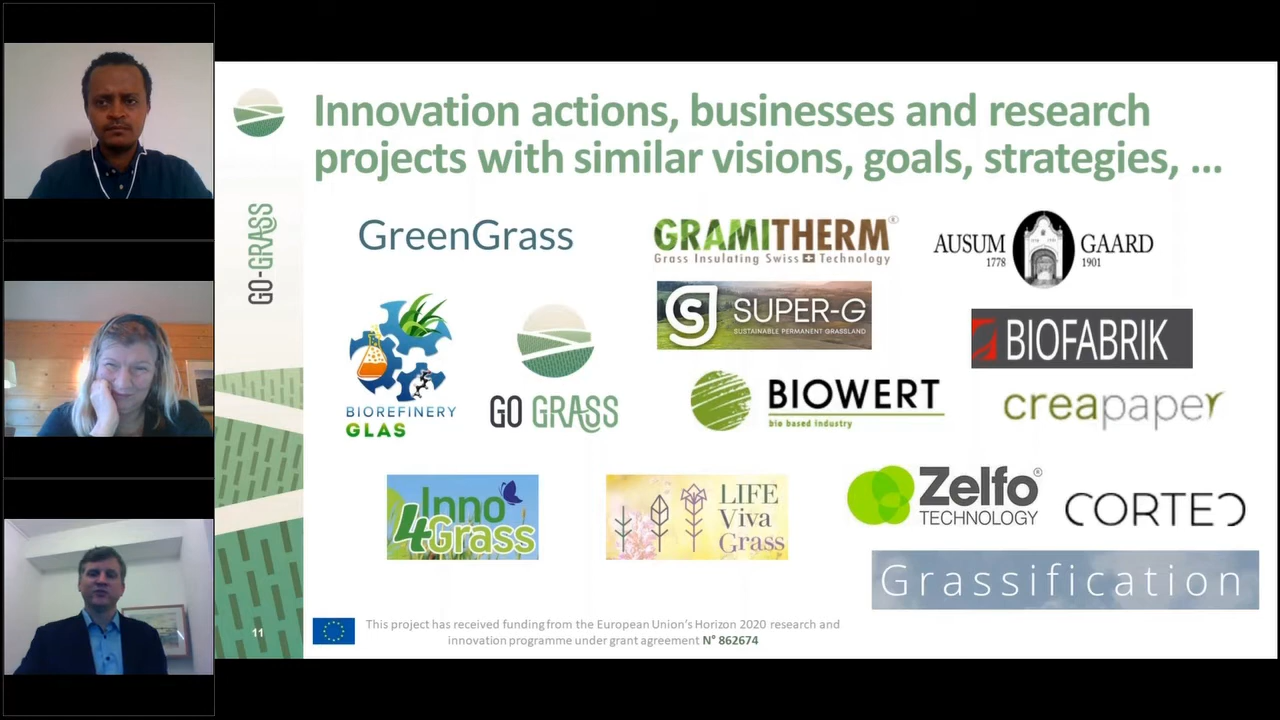 Innovation actions, businesses and research
projects with similar visions, goals, strategies, ...
GO-GRASS
GreenGrass
GRAMITHERM®
Grass Insulating Swiss Technology
AUSUM GAARD
1778 1901
SUPER-G
SUSTAINABLE PERMANENT GRASSLAND
BIOFABRIK
BIOREFINERY
GLAS
GO GRASS
BIOWERT
bio based industry
creapaper
Inno
4Grass
LIFE
Viva
Grass
Zelfo®
TECHNOLOGY
CORTEC
Grassification
11
This project has received funding from the European Union's Horizon 2020 research and
innovation programme under grant agreement N° 862674